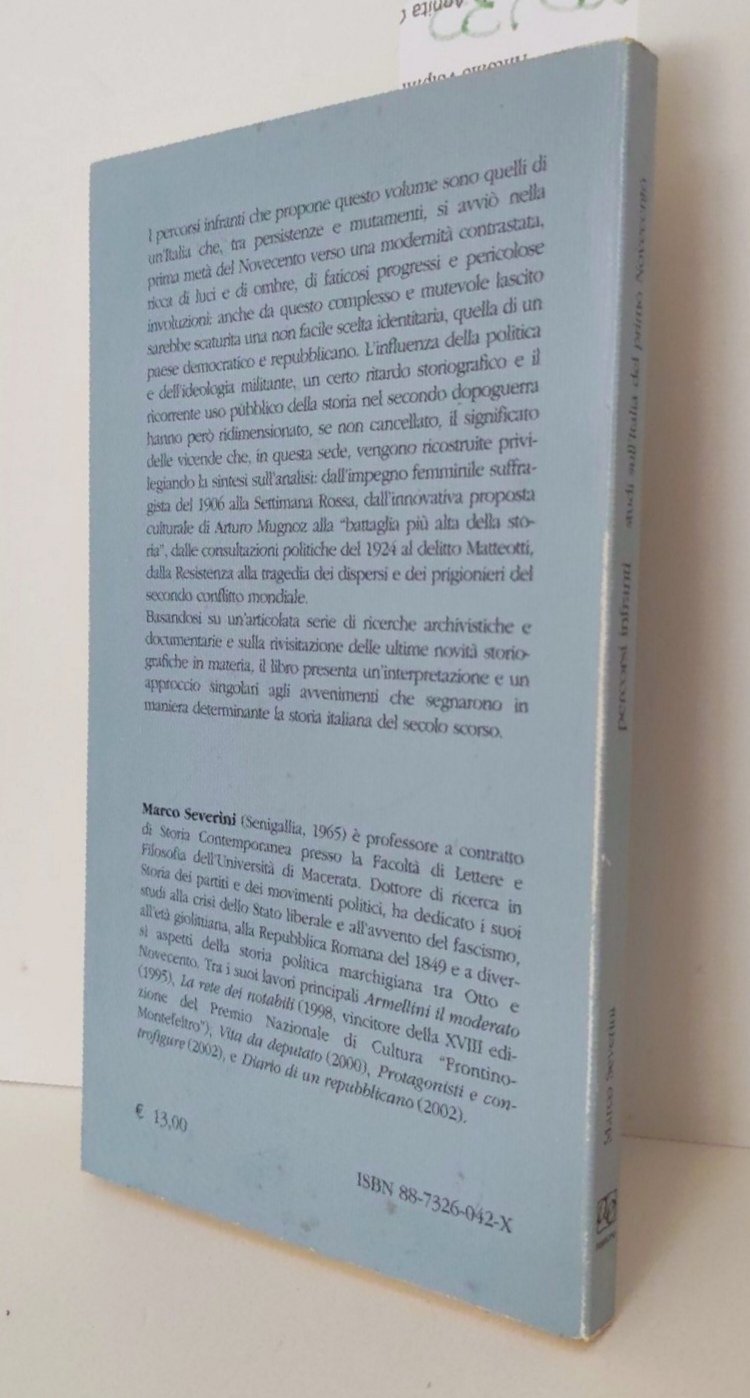 I percorsi infranti che propone questo volume sono quelli di
un'Italia che, tra persistenze e mutamenti, si avviò nella
prima metà del Novecento verso una modernità contrastata,
ricca di luci e di ombre, di faticosi progressi e pericolose
involuzioni: anche da questo complesso e mutevole lascito
sarebbe scaturita una non facile scelta identitaria, quella di un
paese democratico e repubblicano. L'influenza della politica
e dell'ideologia militante, un certo ritardo storiografico e il
ricorrente uso pubblico della storia nel secondo dopoguerra
hanno però ridimensionato, se non cancellato, il significato
delle vicende che, in questa sede, vengono ricostruite privi-
legiando la sintesi sull'analisi: dall'impegno femminile suffra-
gista del 1906 alla Settimana Rossa, dall'innovativa proposta
culturale di Arturo Mugnoz alla "battaglia più alta della sto-
ria", dalle consultazioni politiche del 1924 al delitto Matteotti,
dalla Resistenza alla tragedia dei dispersi e dei prigionieri del
secondo conflitto mondiale.
Basandosi su un'articolata serie di ricerche archivistiche e
documentarie e sulla rivisitazione delle ultime novità storio-
grafiche in materia, il libro presenta un'interpretazione e un
approccio singolari agli avvenimenti che segnarono in
maniera determinante la storia italiana del secolo scorso.
Marco Severini (Senigallia, 1965) è professore a contratto
di Storia Contemporanea presso la Facoltà di Lettere e
Filosofia dell'Università di Macerata. Dottore di ricerca in
Storia dei partiti e dei movimenti politici, ha dedicato i suoi
studi alla crisi dello Stato liberale e all'avvento del fascismo,
all'età giolittiana, alla Repubblica Romana del 1849 e a diver-
si aspetti della storia politica marchigiana tra Otto e
Novecento. Tra i suoi lavori principali Armellini il moderato
(1995), La rete dei notabili (1998, vincitore della XVIII edi-
zione del Premio Nazionale di Cultura "Frontino-
Montefeltro"), Vita da deputato (2000), Protagonisti e con-
trofigure (2002), e Diario di un repubblicano (2002).
€ 13,00
ISBN 88-7326-042-X
Marco Severini percorsi infranti studi sull'Italia del primo Novecento